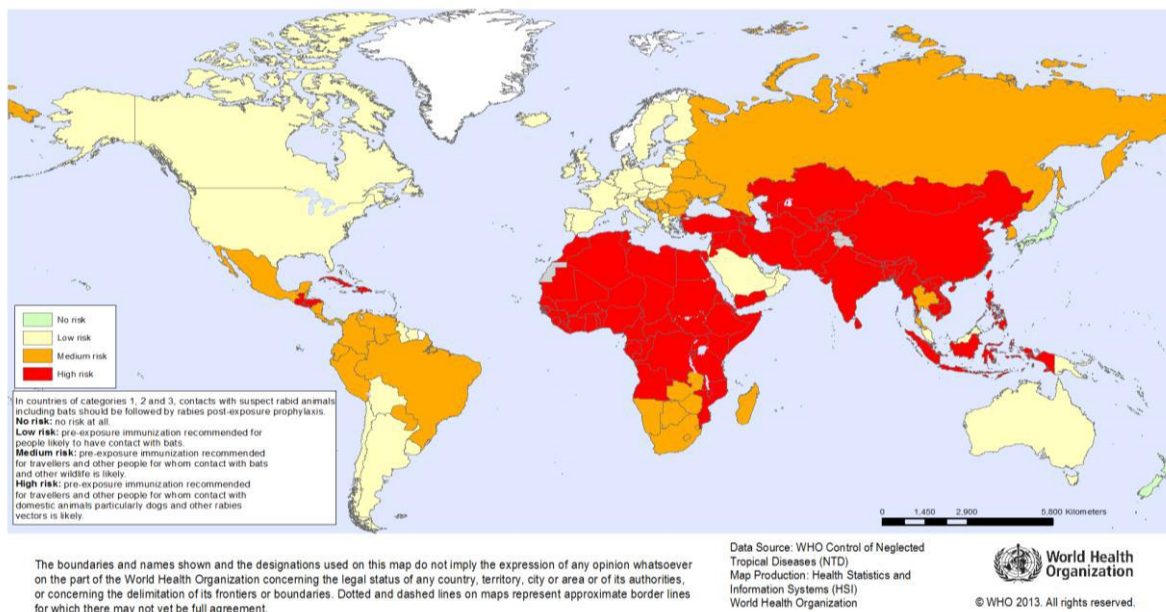 No risk
Low risk
Medium risk
High risk
In countries of categories 1, 2 and 3, contacts with suspect rabid animals
including bats should be followed by rabies post-exposure prophylaxis.
No risk: no risk at all.
Low risk: pre-exposure immunization recommended for
people likely to have contact with bats.
Medium risk: pre-exposure immunization recommended
for travellers and other people for whom contact with bats
and other wildlife is likely.
High risk: pre-exposure immunization recommended
for travellers and other people for whom contact with
domestic animals particularly dogs and other rabies
vectors is likely.
0 1,450 2,900 5,800 Kilometers
The boundaries and names shown and the designations used on this map do not imply the expression of any opinion whatsoever
on the part of the World Health Organization concerning the legal status of any country, territory, city or area or of its authorities,
or concerning the delimitation of its frontiers or boundaries. Dotted and dashed lines on maps represent approximate border lines
for which there may not yet be full agreement.
Data Source: WHO Control of Neglected
Tropical Diseases (NTD)
Map Production: Health Statistics and
Information Systems (HSI)
World Health Organization
World Health
Organization
© WHO 2013. All rights reserved.